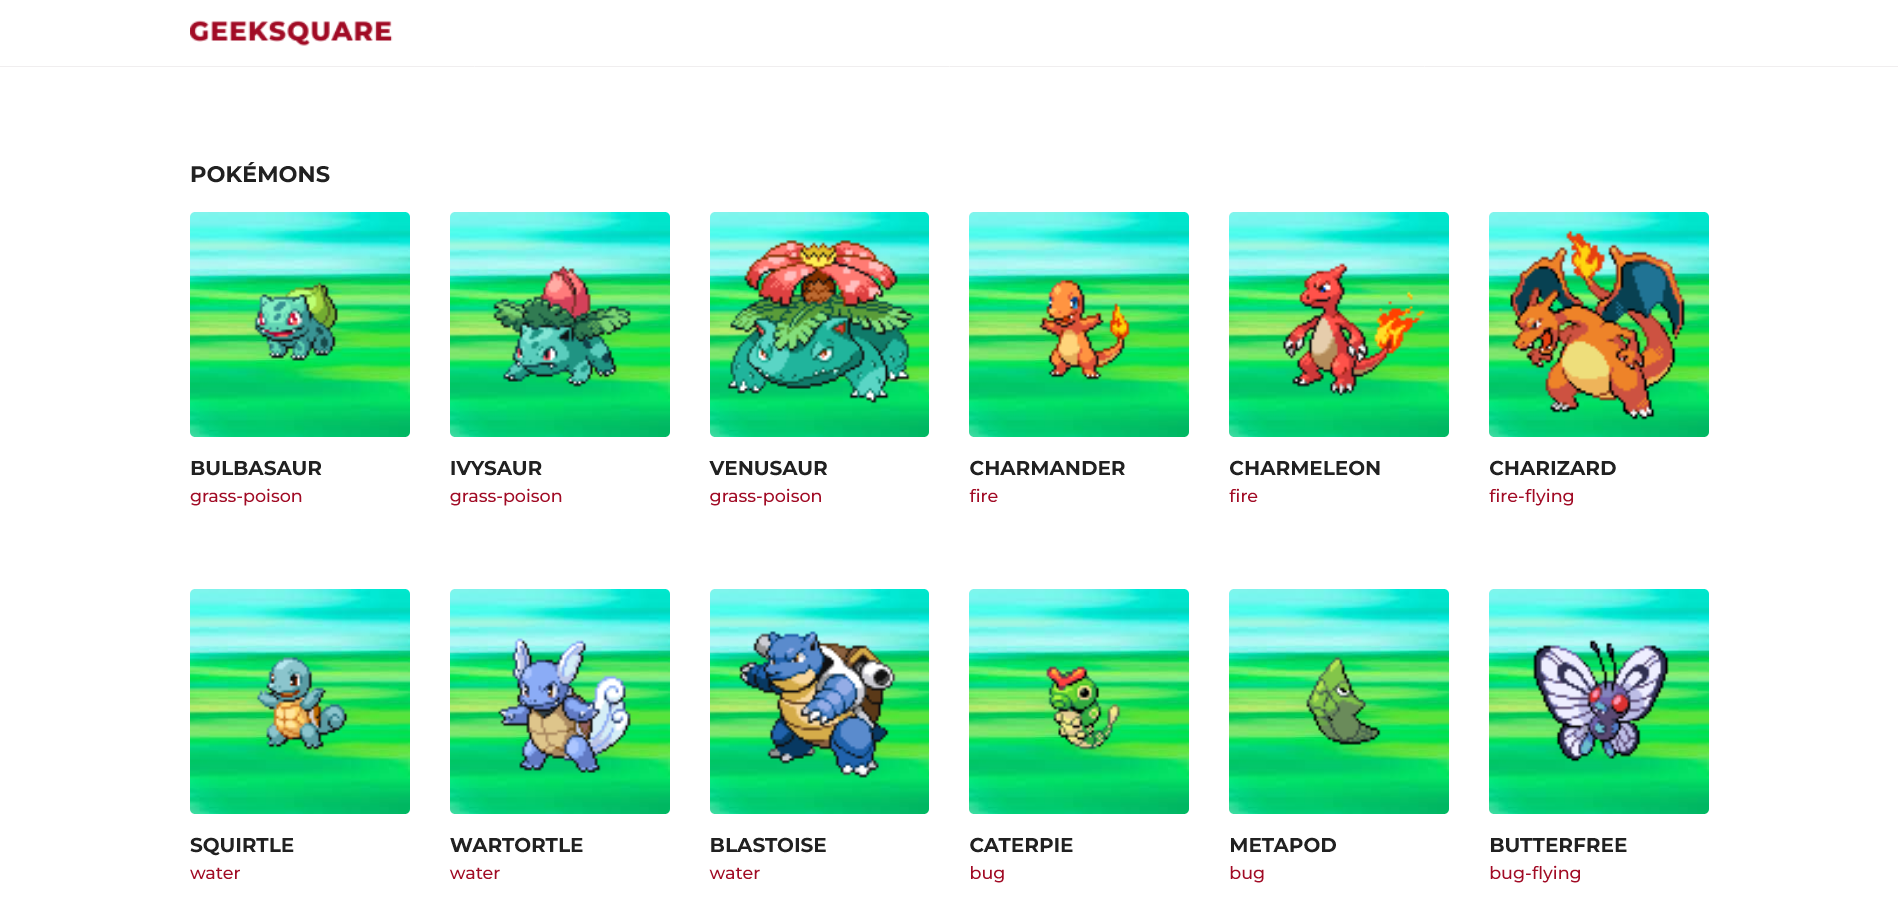 GEEKSQUARE
POKÉMONS
BULBASAUR
grass-poison
IVYSAUR
grass-poison
VENUSAUR
grass-poison
CHARMANDER
fire
CHARMELEON
fire
CHARIZARD
fire-flying
SQUIRTLE
water
WARTORTLE
water
BLASTOISE
water
CATERPIE
bug
METAPOD
bug
BUTTERFREE
bug-flying